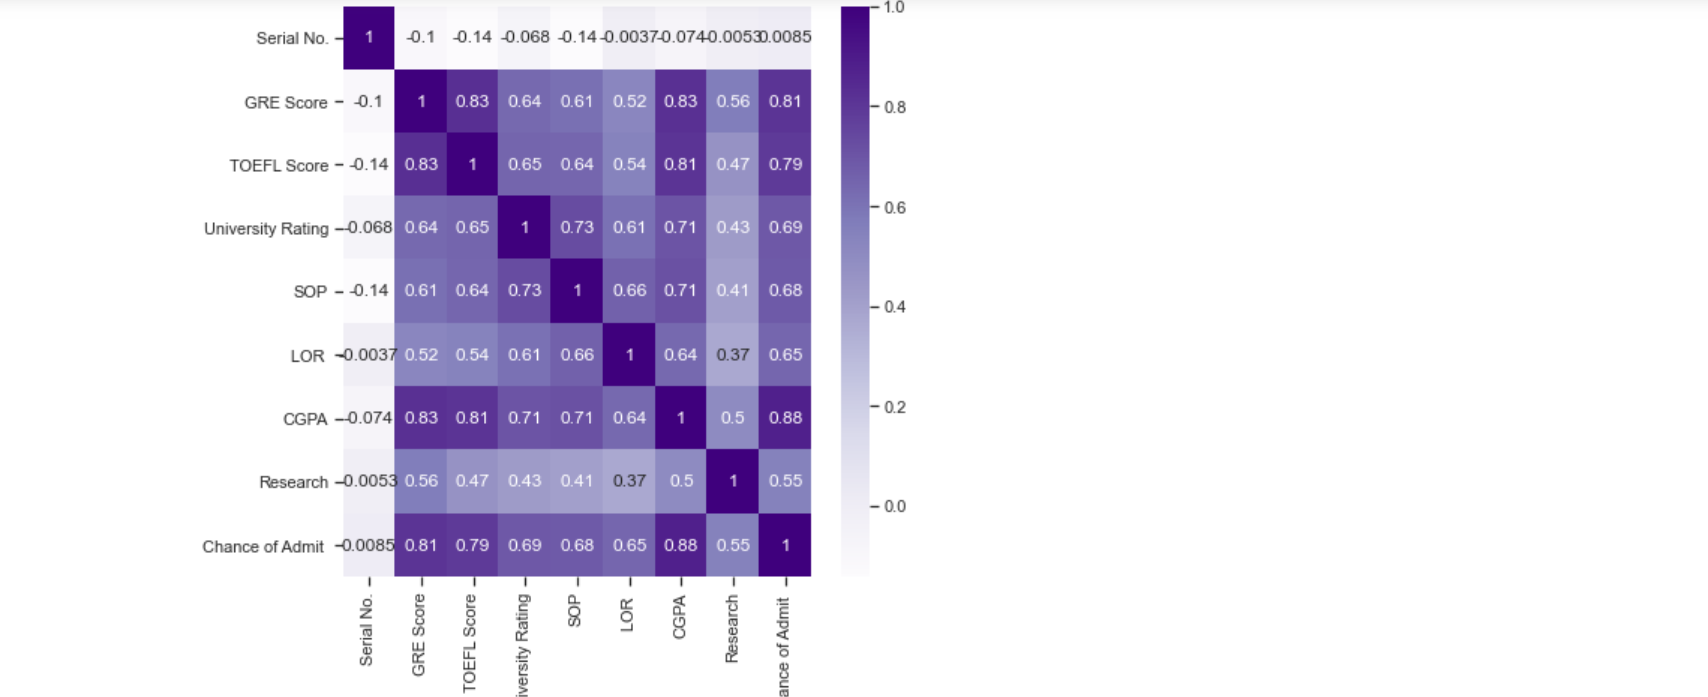 1.0
Serial No. 1 -0.1 -0.14 -0.068 -0.14 -0.0037 -0.074 -0.0053 0.0085
GRE Score -0.1 1 0.83 0.64 0.61 0.52 0.83 0.56 0.81
0.8
TOEFL Score -0.14 0.83 1 0.65 0.64 0.54 0.81 0.47 0.79
0.6
University Rating -0.068 0.64 0.65 1 0.73 0.61 0.71 0.43 0.69
SOP -0.14 0.61 0.64 0.73 1 0.66 0.71 0.41 0.68
0.4
LOR -0.0037 0.52 0.54 0.61 0.66 1 0.64 0.37 0.65
0.2
CGPA -0.074 0.83 0.81 0.71 0.71 0.64 1 0.5 0.88
Research -0.0053 0.56 0.47 0.43 0.41 0.37 0.5 1 0.55
0.0
Chance of Admit 0.0085 0.81 0.79 0.69 0.68 0.65 0.88 0.55 1
Serial No.
GRE Score
TOEFL Score
iversity Rating
SOP
LOR
CGPA
Research
ance of Admit